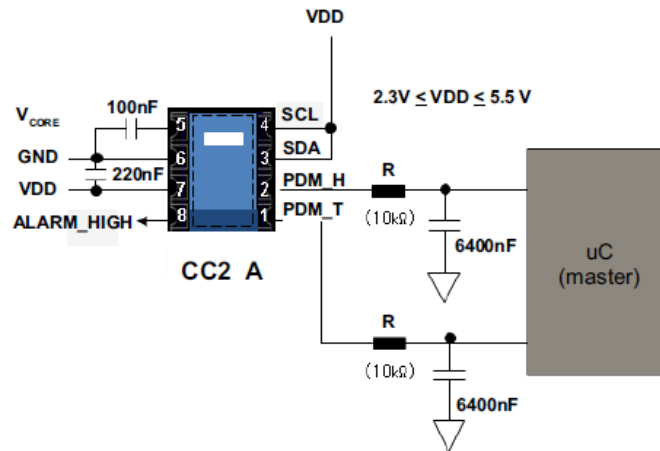 VDD
2.3V ≤ VDD ≤ 5.5 V
100nF
V CORE
5
4
SCL
GND
6
3
SDA
220nF
VDD
7
2
PDM_H
R
ALARM_HIGH
8
1
PDM_T
(10kΩ)
CC2 A
6400nF
uC
(master)
R
(10kΩ)
6400nF